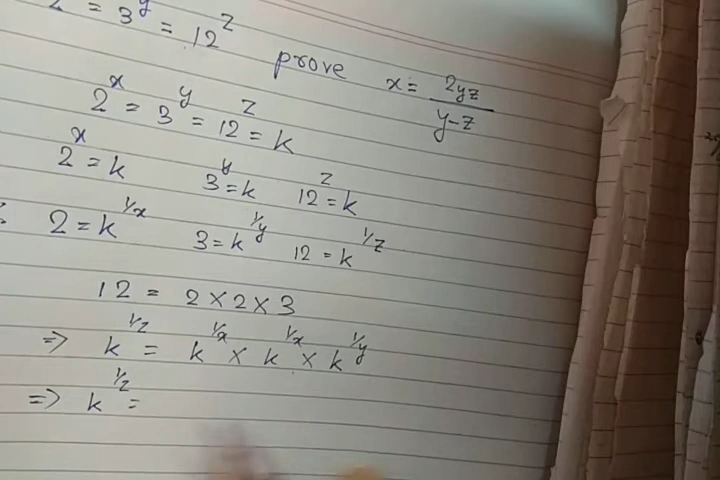 2 = 3^y = 12^z prove x = 2yz/(y-z)
2^x = 3^y = 12^z = k
2^x = k 3^y = k 12^z = k
2 = k^1/x 3 = k^1/y 12 = k^1/z
12 = 2 × 2 × 3
=> k^1/z = k^1/x × k^1/x × k^1/y
=> k^1/z =